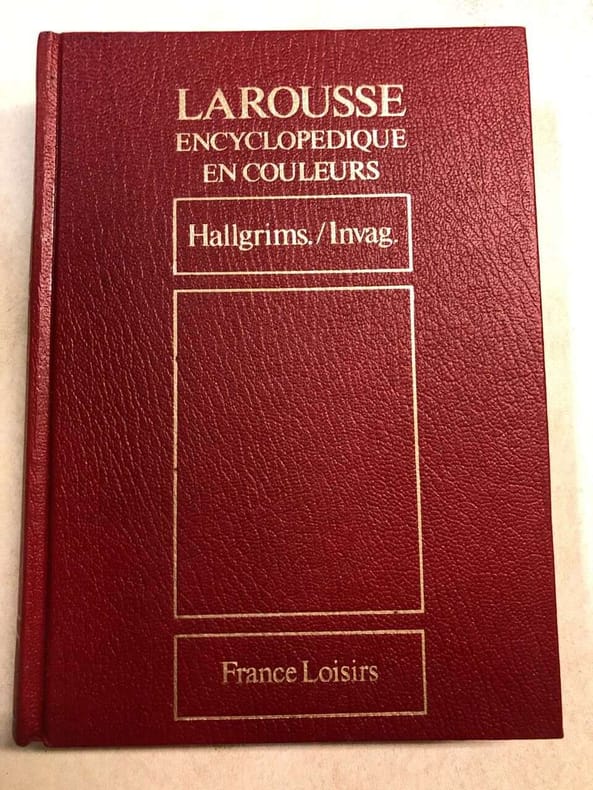 LAROUSSE
ENCYCLOPEDIQUE
EN COULEURS
Hallgrims./Invag.
France Loisirs